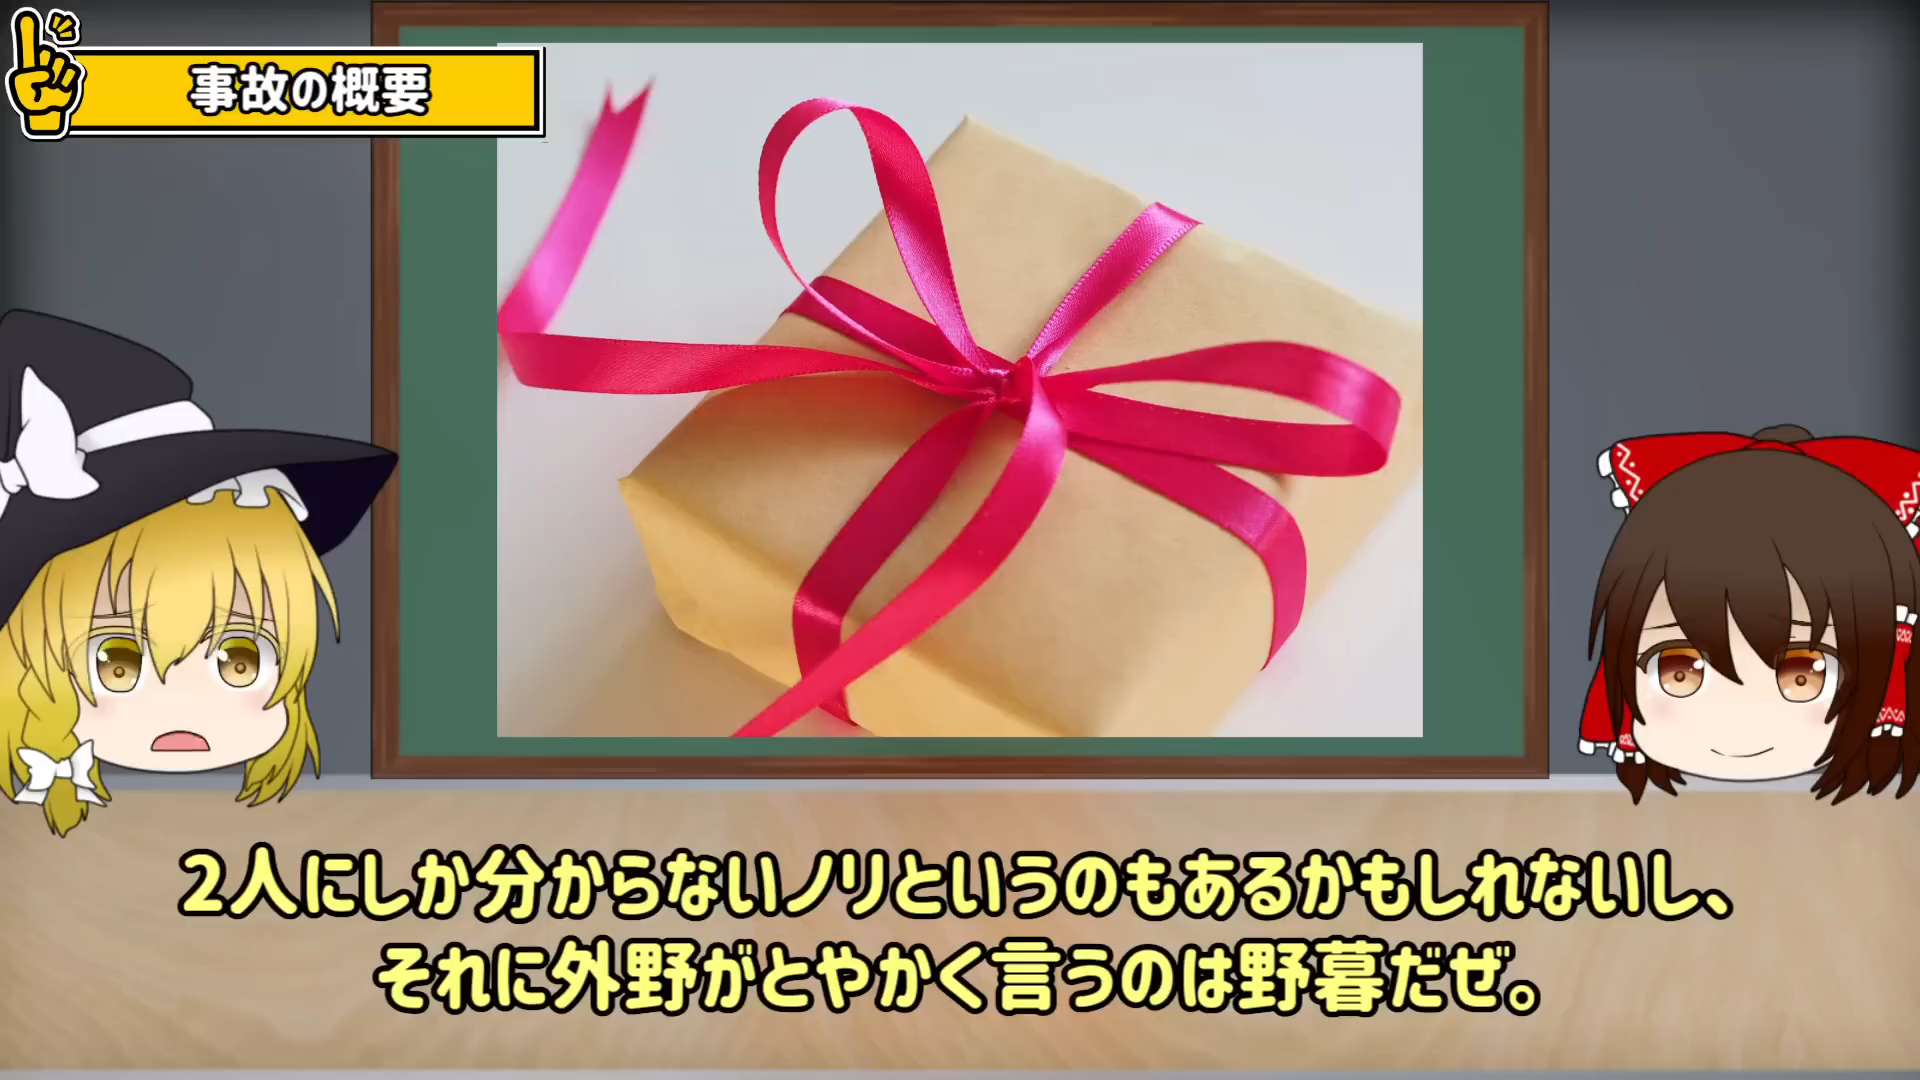 事故の概要
2人にしか分からないノリというのもあるかもしれないし、
それに外野がとやかく言うのは野暮だぜ。